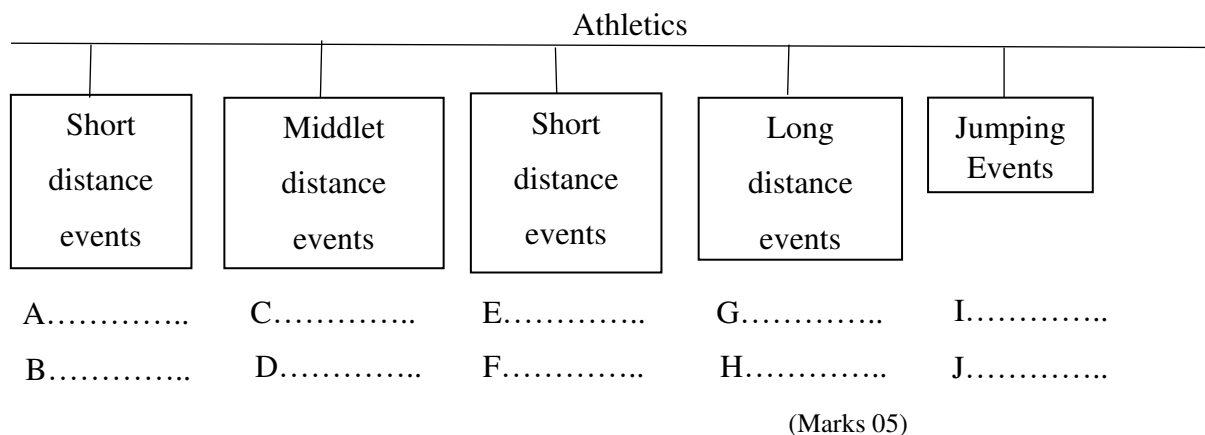 Athletics
Short
distance
events
Middlet
distance
events
Short
distance
events
Long
distance
events
Jumping
Events
A…………..
B…………..
C…………..
D…………..
E…………..
F…………..
G…………..
H…………..
I…………..
J…………..
(Marks 05)